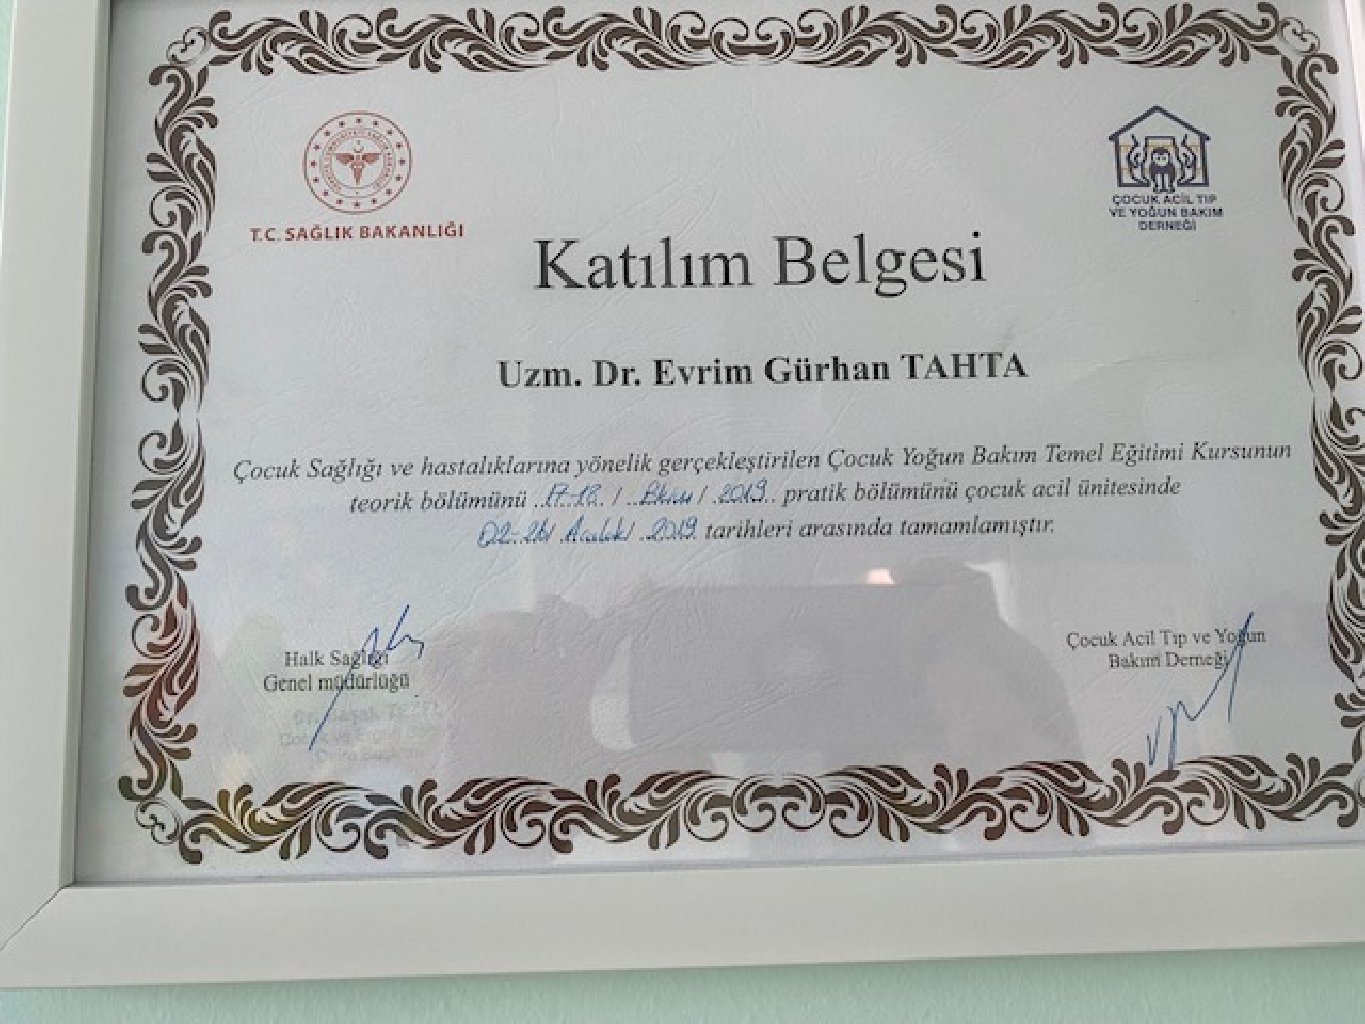 T.C. SAĞLIK BAKANLIĞI
ÇOCUK ACİL TIP
VE YOĞUN BAKIM
DERNEĞİ
Katılım Belgesi
Uzm. Dr. Evrim Gürhan TAHTA
Çocuk Sağlığı ve hastalıklarına yönelik gerçekleştirilen Çocuk Yoğun Bakım Temel Eğitimi Kursunun
teorik bölümünü ..17-18. / ..Ekim / .2019.. pratik bölümünü çocuk acil ünitesinde
Aralık / .2019 tarihleri arasında tamamlamıştır.
Halk Sağlığı
Genel müdürlüğü
Çocuk Acil Tıp ve Yoğun
Bakım Derneği